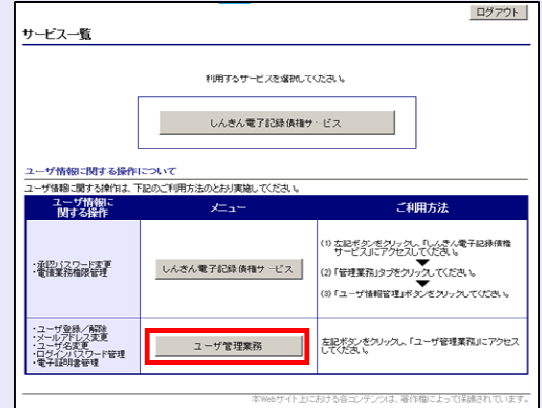 ログアウト
サービス一覧
利用するサービスを選択してください。
しんきん電子記録債権サービス
ユーザ情報に関する操作について
ユーザ情報に関する操作は、下記のご利用方法のとおり実施してください。
ユーザ情報に
関する操作
メニュー
ご利用方法
・承認パスワード変更
・電債業務権限管理
しんきん電子記録債権サービス
(1) 左記ボタンをクリックし、「しんきん電子記録債権
サービス」にアクセスしてください。
(2)「管理業務」タブをクリックしてください。
(3)「ユーザ情報管理」ボタンをクリックしてください。
・ユーザ登録/解除
・メールアドレス変更
・ユーザ名変更
・ログインパスワード管理
・電子証明書管理
ユーザ管理業務
左記ボタンをクリックし、「ユーザ管理業務」にアクセス
してください。
本Webサイト上における各コンテンツは、著作権によって保護されています。